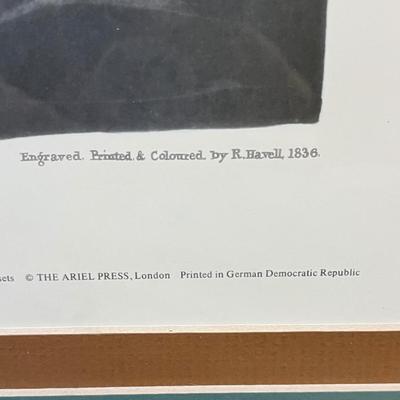 Engraved. Printed. & Coloured. by R. Havell, 1836.
© THE ARIEL PRESS, London Printed in German Democratic Republic